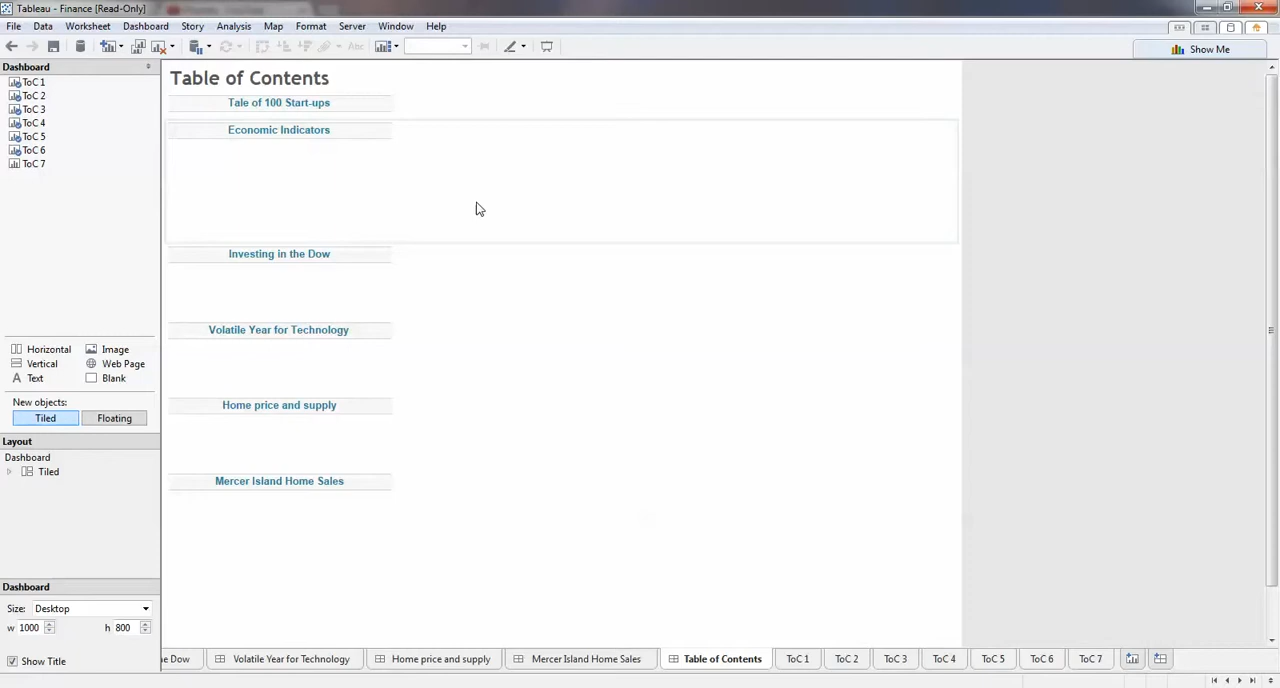 Tableau - Finance [Read-Only]
File Data Worksheet Dashboard Story Analysis Map Format Server Window Help
Abc
Show Me
Dashboard
ToC 1
ToC 2
ToC 3
ToC 4
ToC 5
ToC 6
ToC 7
Horizontal Image
Vertical Web Page
A Text Blank
New objects:
Tiled Floating
Layout
Dashboard
Tiled
Dashboard
Size: Desktop
w 1000 h 800
Show Title
Table of Contents
Tale of 100 Start-ups
Economic Indicators
Investing in the Dow
Volatile Year for Technology
Home price and supply
Mercer Island Home Sales
ne Dow Volatile Year for Technology Home price and supply Mercer Island Home Sales Table of Contents ToC 1 ToC 2 ToC 3 ToC 4 ToC 5 ToC 6 ToC 7